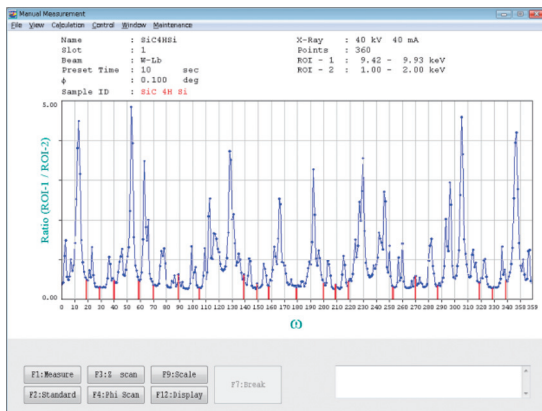 Manual Measurement
File View Calculation Control Window Maintenance
Name : SiC4HSi X-Ray : 40 kV 40 mA
Slot : 1 Points : 360
Beam : W-Lb ROI - 1 : 9.42 - 9.93 keV
Preset Time : 10 sec ROI - 2 : 1.00 - 2.00 keV
ϕ : 0.100 deg
Sample ID : SiC 4H Si
5.00
Ratio (ROI-1 / ROI-2)
0.00
0 10 20 30 40 50 60 70 80 90 100 110 120 130 140 150 160 170 180 190 200 210 220 230 240 250 260 270 280 290 300 310 320 330 340 350 359
ω
F1:Measure F3:Z scan F9:Scale F7:Break
F2:Standard F4:Phi Scan F12:Display